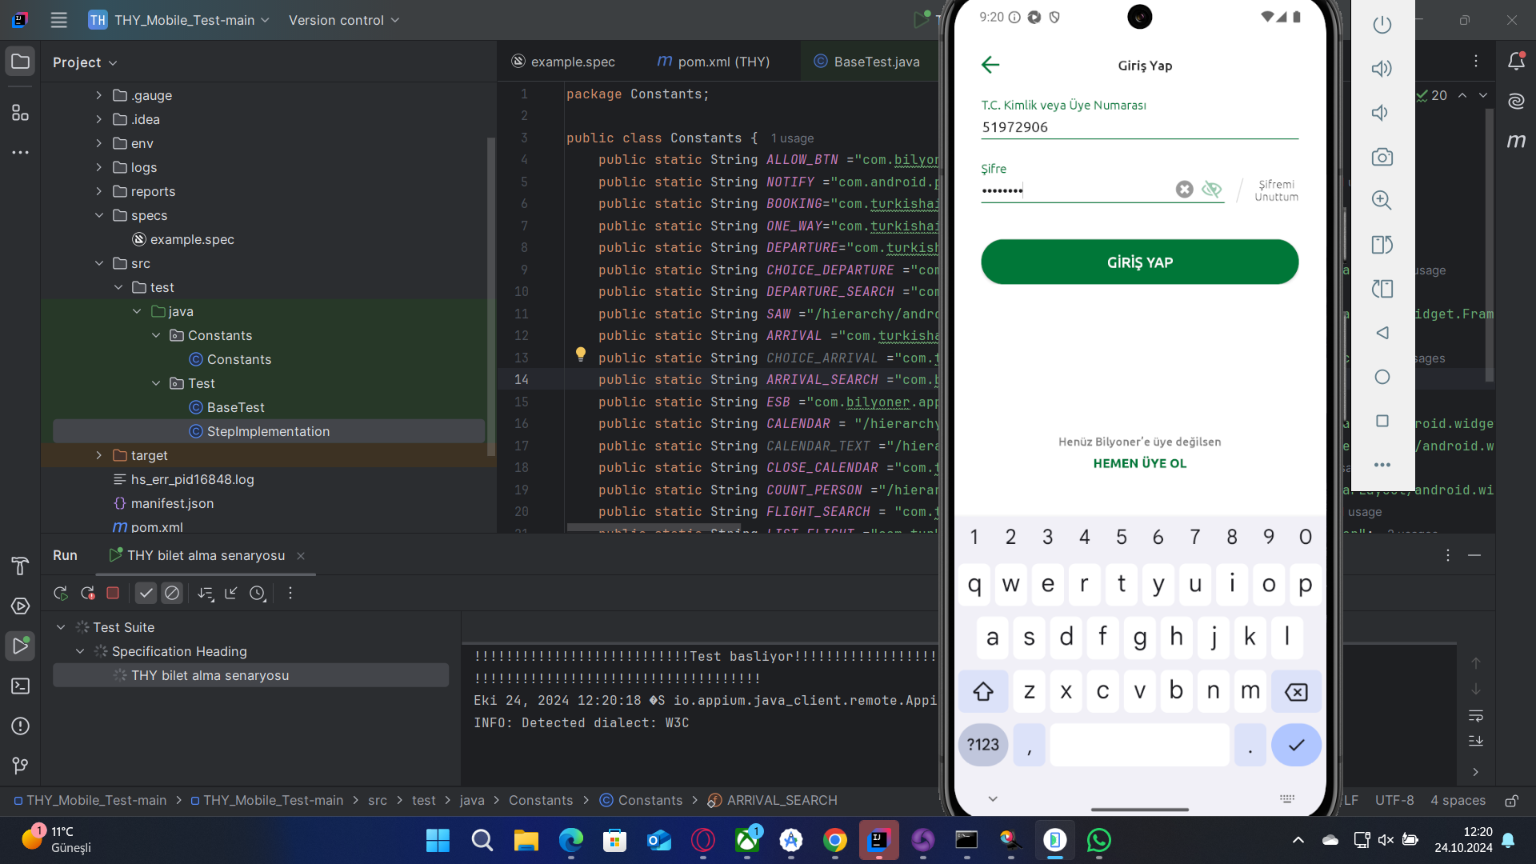 TH THY_Mobile_Test-main Version control
Project
.gauge
.idea
env
logs
reports
specs
example.spec
src
test
java
Constants
Constants
Test
BaseTest
StepImplementation
target
hs_err_pid16848.log
manifest.json
pom.xml
example.spec pom.xml (THY) BaseTest.java
20
1 package Constants;
2
3 public class Constants { 1 usage
4 public static String ALLOW_BTN ="com.bilyoner
5 public static String NOTIFY ="com.android.p
6 public static String BOOKING="com.turkishai
7 public static String ONE_WAY="com.turkishai
8 public static String DEPARTURE="com.turkish
9 public static String CHOICE_DEPARTURE ="com
10 public static String DEPARTURE_SEARCH ="com
11 public static String SAW ="/hierarchy/andro
12 public static String ARRIVAL ="com.turkisha
13 public static String CHOICE_ARRIVAL ="com.t
14 public static String ARRIVAL_SEARCH ="com.b
15 public static String ESB ="com.bilyoner.app
16 public static String CALENDAR = "/hierarchy
17 public static String CALENDAR_TEXT ="/hiera
18 public static String CLOSE_CALENDAR ="com.t
19 public static String COUNT_PERSON ="/hierar
20 public static String FLIGHT_SEARCH = "com.t
usage
idget.Fram
ages
roid.widge
/android.w
android.wi
usage
9:20
Giriş Yap
T.C. Kimlik veya Üye Numarası
51972906
Şifre
••••••••
Şifremi
Unuttum
GİRİŞ YAP
Henüz Bilyoner'e üye değilsen
HEMEN ÜYE OL
1 2 3 4 5 6 7 8 9 0
q w e r t y u i o p
a s d f g h j k l
z x c v b n m
?123 , .
Run THY bilet alma senaryosu
Test Suite
Specification Heading
THY bilet alma senaryosu
!!!!!!!!!!!!!!!!!!!!!!!!!!!Test basliyor!!!!!!!!!!!!!!!!!!
!!!!!!!!!!!!!!!!!!!!!!!!!!!!!!!!!!!!
Eki 24, 2024 12:20:18 �S io.appium.java_client.remote.Appi
INFO: Detected dialect: W3C
THY_Mobile_Test-main > THY_Mobile_Test-main > src > test > java > Constants > Constants > ARRIVAL_SEARCH
LF UTF-8 4 spaces
1
11°C
Güneşli
1
12:20
24.10.2024